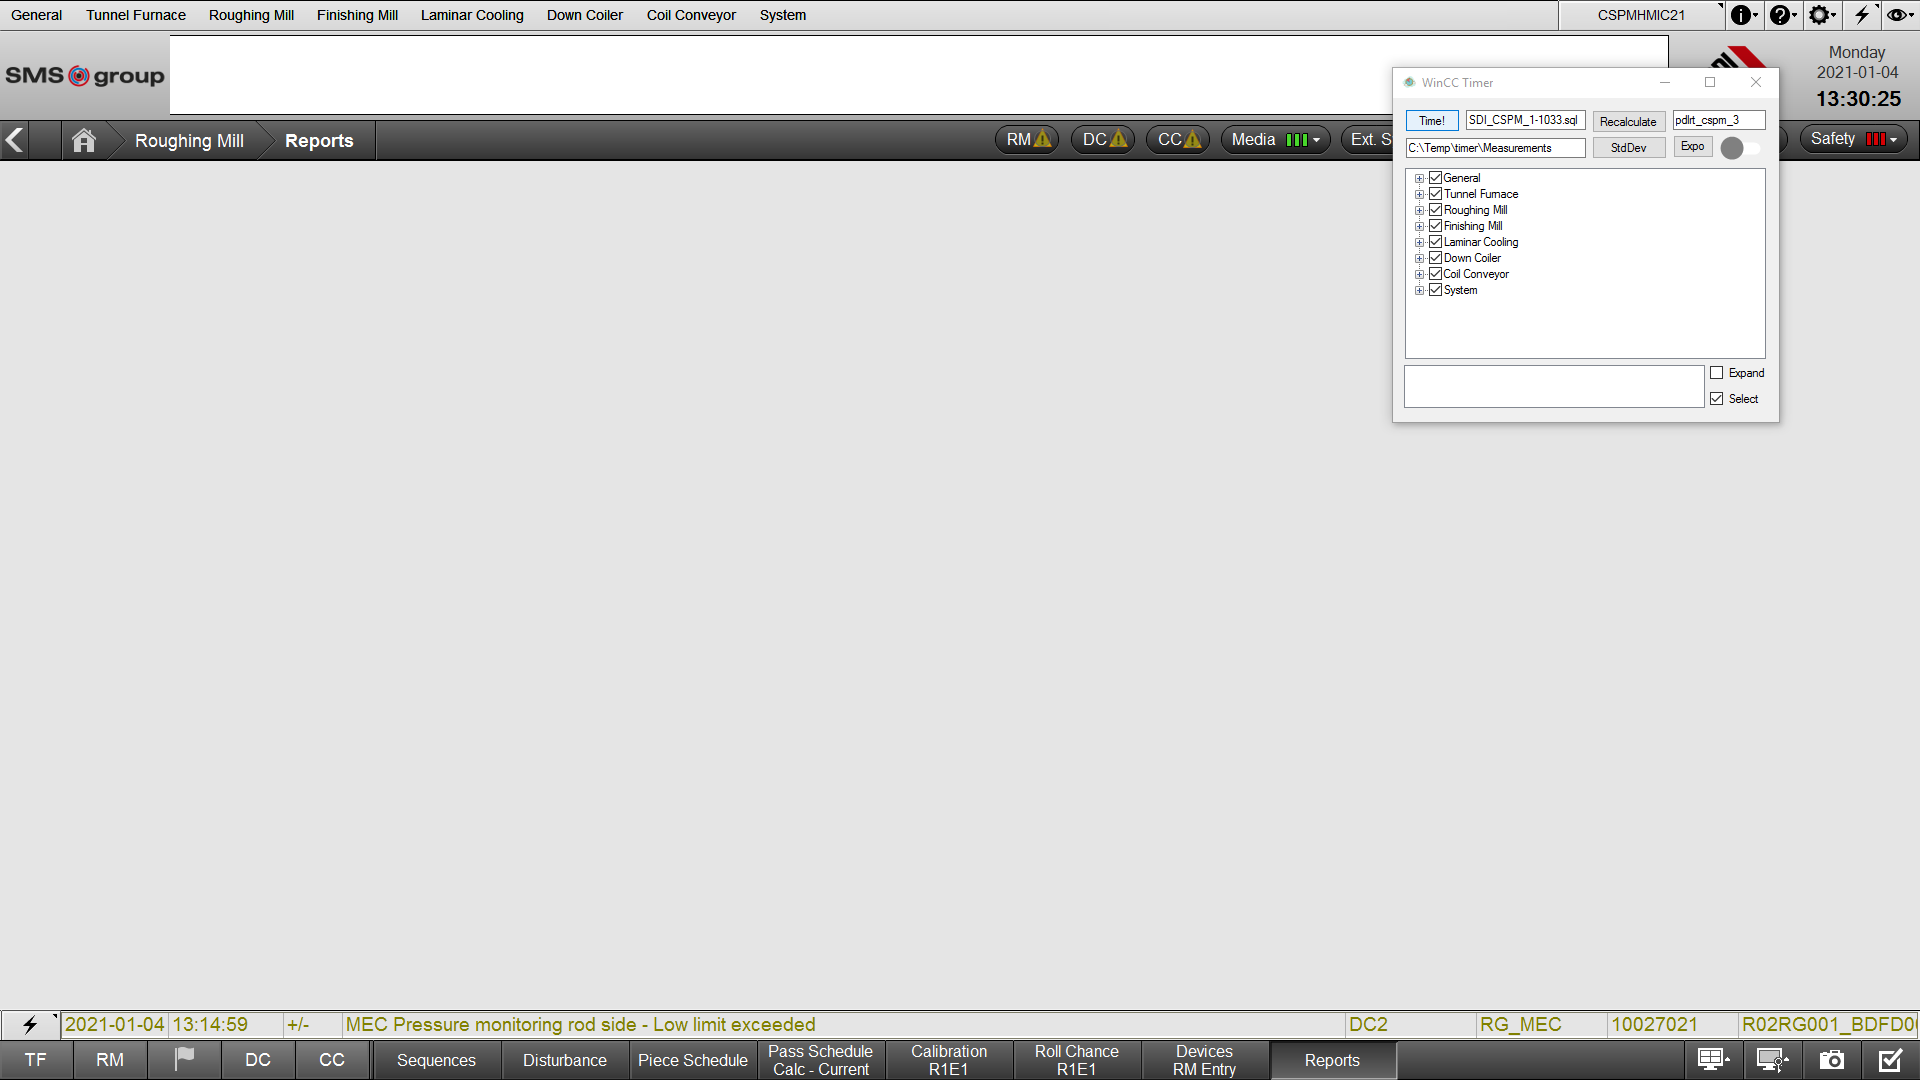 General Tunnel Furnace Roughing Mill Finishing Mill Laminar Cooling Down Coiler Coil Conveyor System CSPMHMIC21
SMS group
Monday
2021-01-04
13:30:25
Roughing Mill Reports RM DC CC Media Ext. S Safety
WinCC Timer
Time! SDI_CSPM_1-1033.sql Recalculate pdlrt_cspm_3
C:\Temp\timer\Measurements StdDev Expo
General
Tunnel Furnace
Roughing Mill
Finishing Mill
Laminar Cooling
Down Coiler
Coil Conveyor
System
Expand
Select
2021-01-04 13:14:59 +/- MEC Pressure monitoring rod side - Low limit exceeded DC2 RG_MEC 10027021 R02RG001_BDFD0
TF RM DC CC Sequences Disturbance Piece Schedule Pass Schedule Calibration Roll Chance Devices Reports
Calc - Current R1E1 R1E1 RM Entry